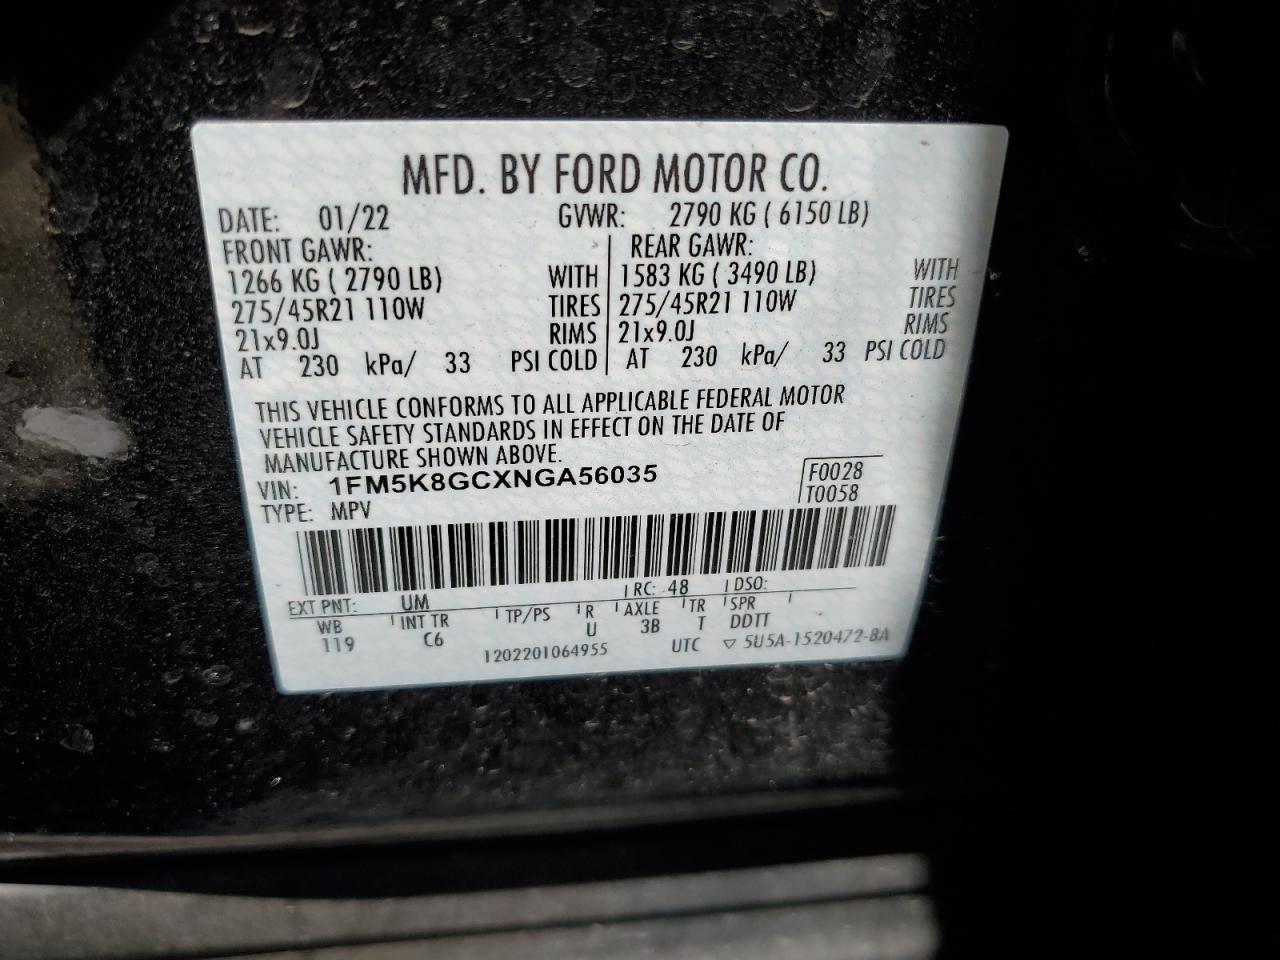 MFD. BY FORD MOTOR CO.
DATE: 01/22 GVWR: 2790 KG ( 6150 LB)
FRONT GAWR: REAR GAWR:
1266 KG ( 2790 LB) WITH 1583 KG ( 3490 LB) WITH
275/45R21 110W TIRES 275/45R21 110W TIRES
21x9.0J RIMS 21x9.0J RIMS
AT 230 kPa/ 33 PSI COLD AT 230 kPa/ 33 PSI COLD
THIS VEHICLE CONFORMS TO ALL APPLICABLE FEDERAL MOTOR
VEHICLE SAFETY STANDARDS IN EFFECT ON THE DATE OF
MANUFACTURE SHOWN ABOVE.
VIN: 1FM5K8GCXNGA56035 F0028
TYPE: MPV T0058
EXT PNT: UM RC: 48 DSO:
WB INT TR TP/PS R AXLE TR SPR
119 C6 U 3B T DDTT
1202201064955 UTC ▽ 5U5A-1520472-BA